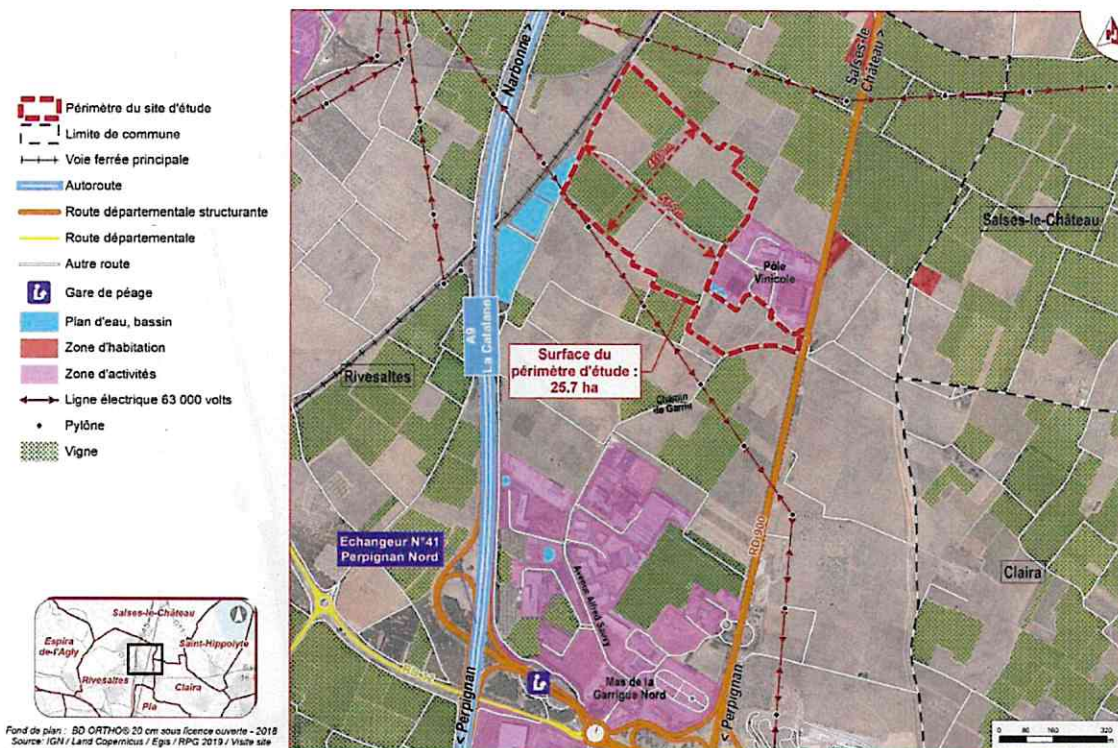 Périmètre du site d'étude
Limite de commune
Voie ferrée principale
Autoroute
Route départementale structurante
Route départementale
Autre route
Gare de péage
Plan d'eau, bassin
Zone d'habitation
Zone d'activités
Ligne électrique 63 000 volts
Pylône
Vigne
Narbonne >
Salses-le
Château >
Salses-le-Château
Pôle
Vinicole
A9
La Catalane
Rivesaltes
Surface du
périmètre d'étude :
25.7 ha
Chemin
de Garria
Echangeur N°41
Perpignan Nord
RD 900
Avenue Alfred Sauvy
Claira
Mas de la
Garrigue Nord
< Perpignan
< Perpignan
Salses-le-Château
Espira
de-l'Agly
Saint-Hippolyte
Rivesaltes
Claira
Pia
0 80 160
Fond de plan : BD ORTHO® 20 cm sous licence ouverte - 2018
Source: IGN / Land Copernicus / Egis / RPG 2019 / Visite site